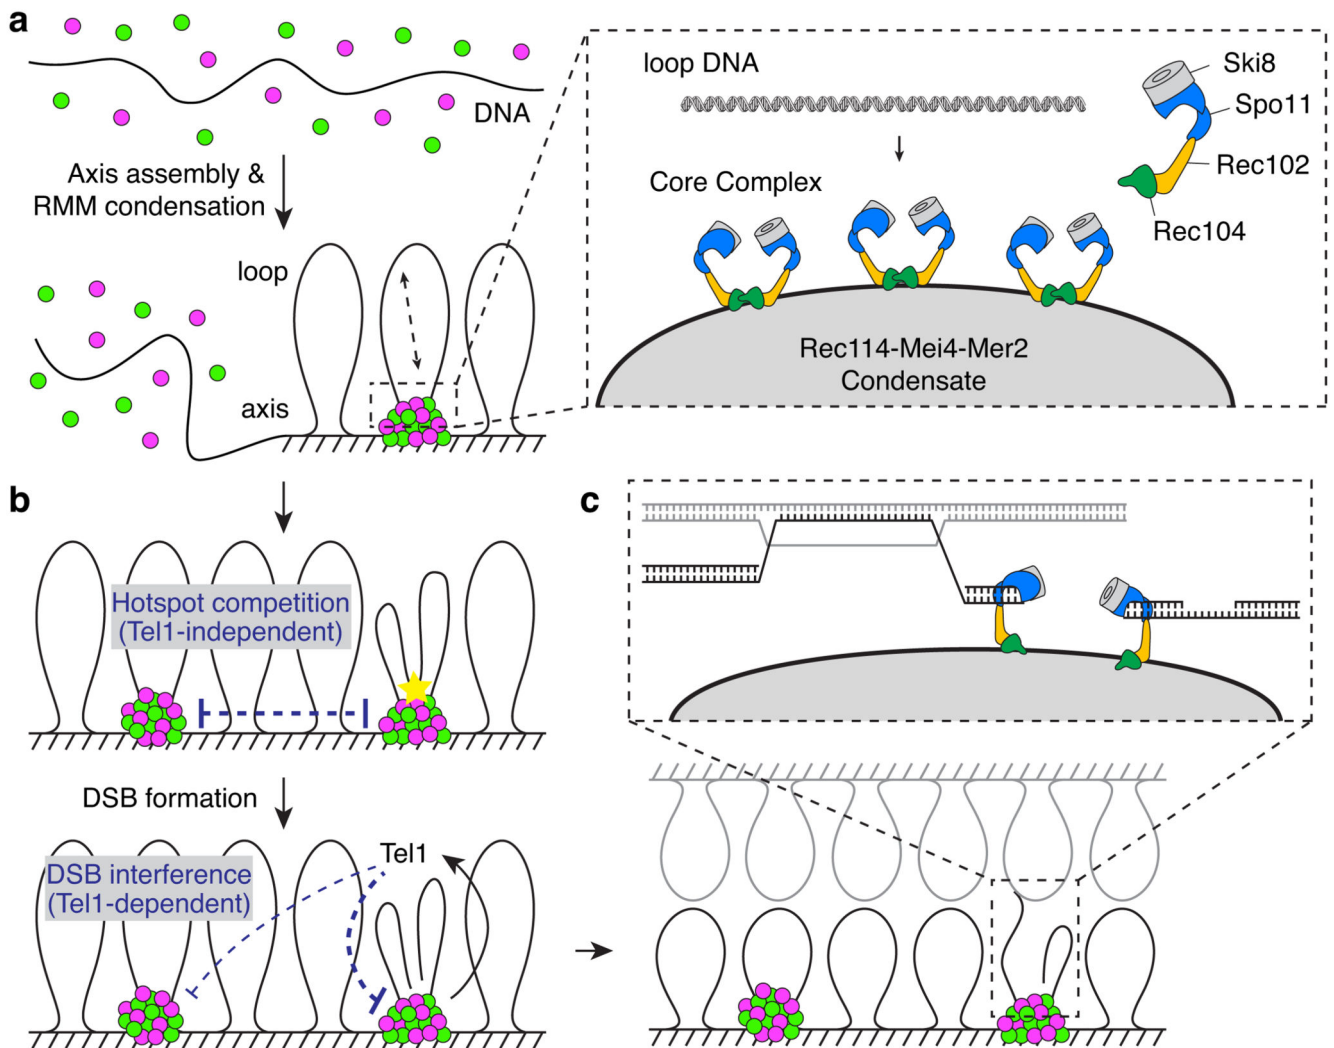 a
DNA
Axis assembly &
RMM condensation
loop
axis
loop DNA
Core Complex
Ski8
Spo11
Rec102
Rec104
Rec114-Mei4-Mer2
Condensate
b
Hotspot competition
(Tel1-independent)
DSB formation
DSB interference
(Tel1-dependent)
Tel1
c